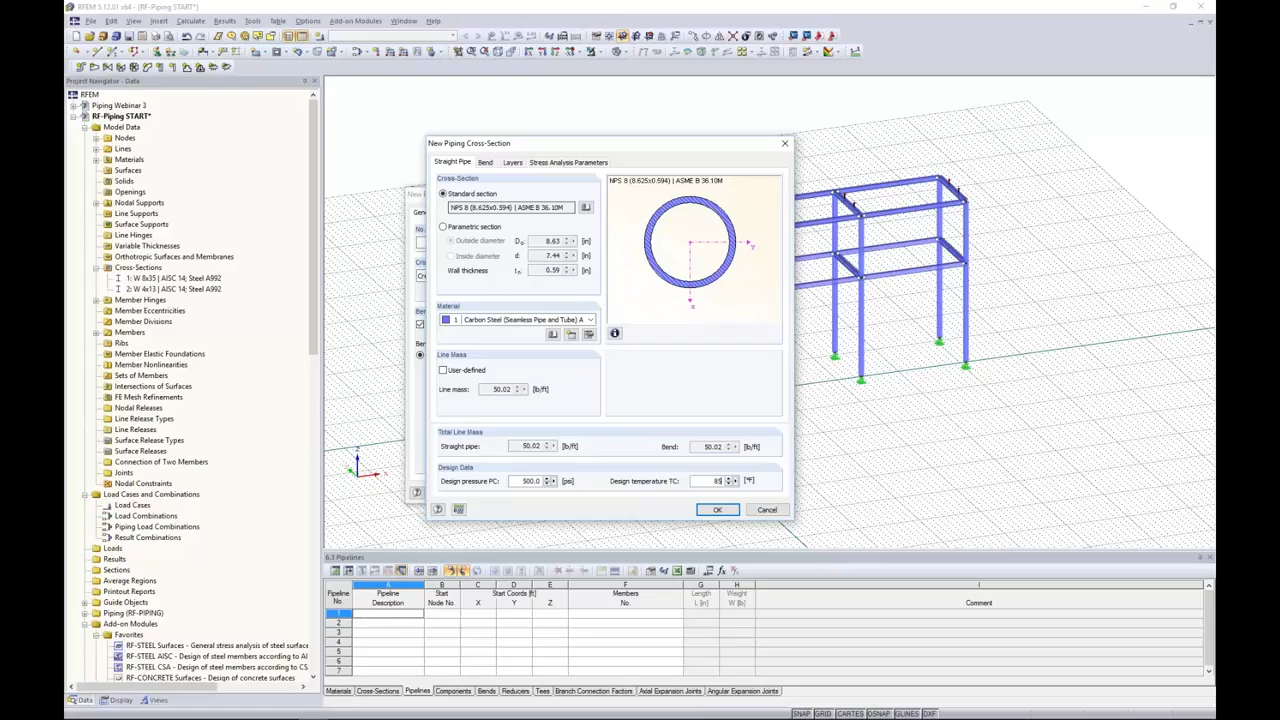 RFEM 5.12.01 x64 - [RF-Piping START*]
File Edit View Insert Calculate Results Tools Table Options Add-on Modules Window Help
Project Navigator - Data
RFEM
Piping Webinar 3
RF-Piping START*
Model Data
Nodes
Lines
Materials
Surfaces
Solids
Openings
Nodal Supports
Line Supports
Surface Supports
Line Hinges
Variable Thicknesses
Orthotropic Surfaces and Membranes
Cross-Sections
1: W 8x35 | AISC 14; Steel A992
2: W 4x13 | AISC 14; Steel A992
Member Hinges
Member Eccentricities
Member Divisions
Members
Ribs
Member Elastic Foundations
Member Nonlinearities
Sets of Members
Intersections of Surfaces
FE Mesh Refinements
Nodal Releases
Line Release Types
Line Releases
Surface Release Types
Surface Releases
Connection of Two Members
Joints
Nodal Constraints
Load Cases and Combinations
Load Cases
Load Combinations
Piping Load Combinations
Result Combinations
Loads
Results
Sections
Average Regions
Printout Reports
Guide Objects
Piping (RF-PIPING)
Add-on Modules
Favorites
RF-STEEL Surfaces - General stress analysis of steel surface
RF-STEEL AISC - Design of steel members according to AI
RF-STEEL CSA - Design of steel members according to CS
RF-CONCRETE Surfaces - Design of concrete surfaces
Data Display Views
New Piping Cross-Section
Straight Pipe Bend Layers Stress Analysis Parameters
Cross-Section
Standard section
NPS 8 (8.625x0.594) | ASME B 36.10M
Parametric section
Outside diameter Do: 8.63 [in]
Inside diameter d: 7.44 [in]
Wall thickness tn: 0.59 [in]
Material
1 Carbon Steel (Seamless Pipe and Tube) A
Line Mass
User-defined
Line mass: 50.02 [lb/ft]
NPS 8 (8.625x0.594) | ASME B 36.10M
y
z
Total Line Mass
Straight pipe: 50.02 [lb/ft] Bend: 50.02 [lb/ft]
Design Data
Design pressure PC: 500.0 [psi] Design temperature TC: 85 [°F]
OK Cancel
6.1 Pipelines
A B C D E F G H I
Pipeline Pipeline Start Start Coords [ft] Members Length Weight
No. Description Node No. X Y Z No. L [in] W [lb] Comment
1
2
3
4
5
6
7
Materials Cross-Sections Pipelines Components Bends Reducers Tees Branch Connection Factors Axial Expansion Joints Angular Expansion Joints
SNAP GRID CARTES OSNAP GLINES DXF